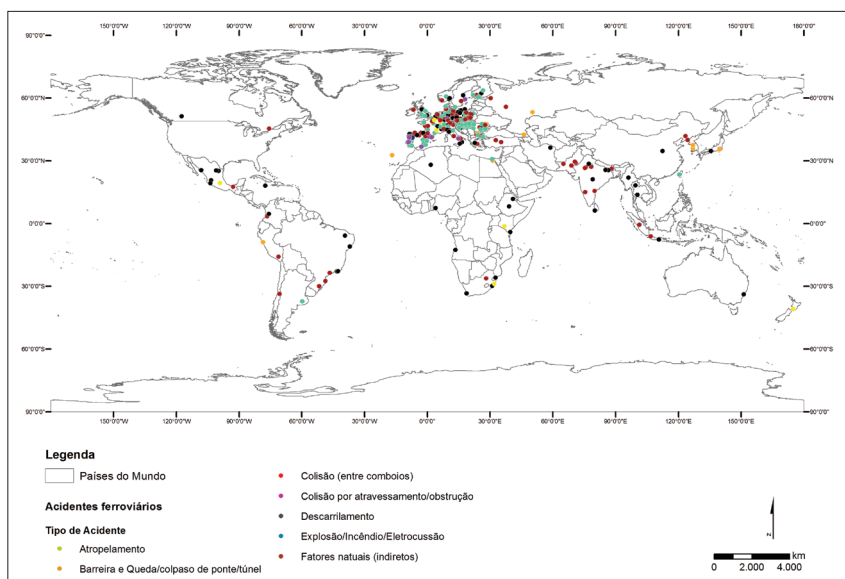 150°0'0"W 120°0'0"W 90°0'0"W 60°0'0"W 30°0'0"W 0°0'0" 30°0'0"E 60°0'0"E 90°0'0"E 120°0'0"E 150°0'0"E 180°0'0"
90°0'0"N 90°0'0"N
60°0'0"N 60°0'0"N
30°0'0"N 30°0'0"N
0°0'0" 0°0'0"
30°0'0"S 30°0'0"S
60°0'0"S 60°0'0"S
90°0'0"S 90°0'0"S
150°0'0"W 120°0'0"W 90°0'0"W 60°0'0"W 30°0'0"W 0°0'0" 30°0'0"E 60°0'0"E 90°0'0"E 120°0'0"E 150°0'0"E
Legenda
Países do Mundo
Acidentes ferroviários
Tipo de Acidente
Atropelamento
Barreira e Queda/colpaso de ponte/túnel
Colisão (entre comboios)
Colisão por atravessamento/obstrução
Descarrilamento
Explosão/Incêndio/Eletrocussão
Fatores natuais (indiretos)
z
km
0 2.000 4.000